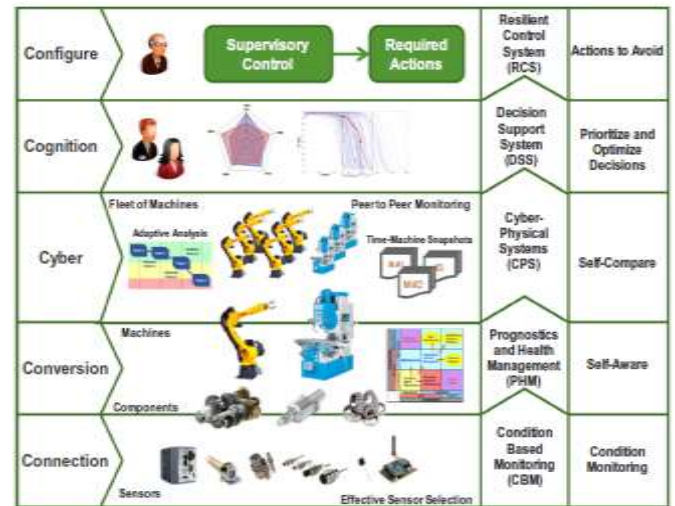 Configure
Supervisory
Control
Required
Actions
Resilient
Control
System
(RCS)
Actions to Avoid
Cognition
Decision
Support
System
(DSS)
Prioritize and
Optimize
Decisions
Fleet of Machines
Peer to Peer Monitoring
Cyber
Adaptive Analysis
Time-Machine Snapshots
Cyber-
Physical
Systems
(CPS)
Self-Compare
Machines
Conversion
Components
Prognostics
and Health
Management
(PHM)
Self-Aware
Connection
Sensors
Effective Sensor Selection
Condition
Based
Monitoring
(CBM)
Condition
Monitoring